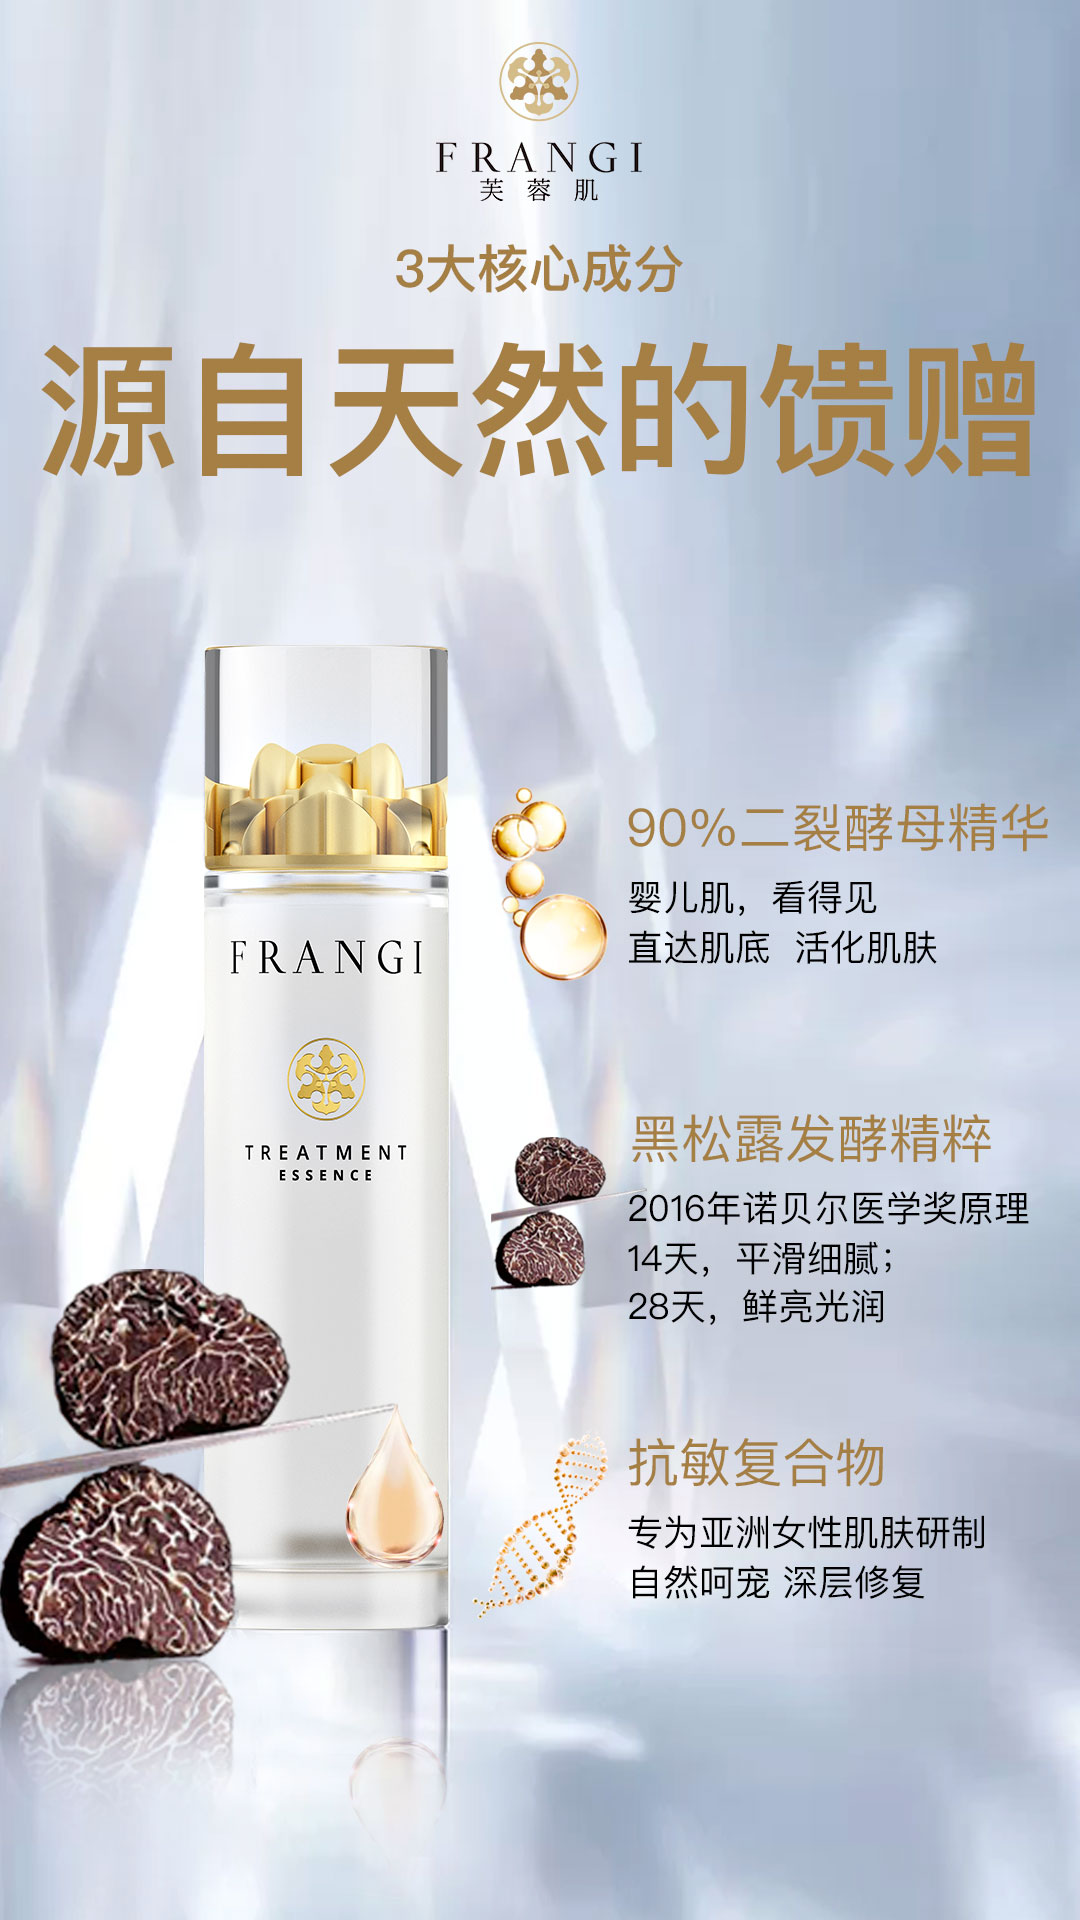 FRANGI
芙蓉肌
3大核心成分
源自天然的馈赠
FRANGI
TREATMENT
ESSENCE
90%二裂酵母精华
婴儿肌，看得见
直达肌底 活化肌肤
黑松露发酵精粹
2016年诺贝尔医学奖原理
14天，平滑细腻；
28天，鲜亮光润
抗敏复合物
专为亚洲女性肌肤研制
自然呵宠 深层修复